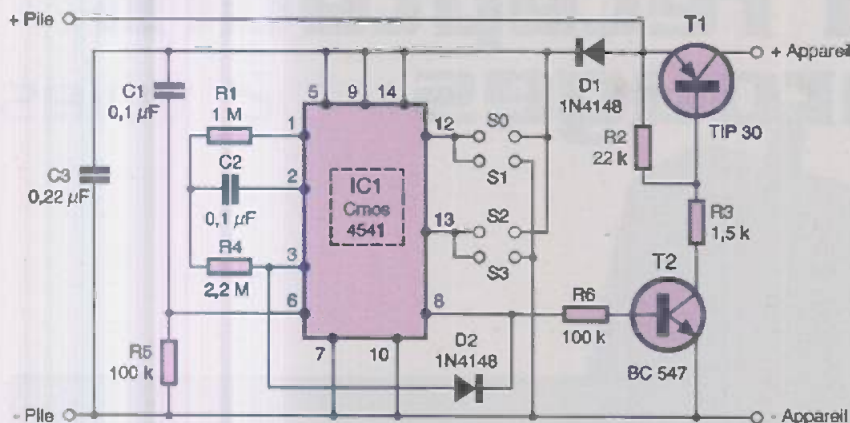 + Pile
T1
+ Appareil
D1
1N4148
TIP 30
C1
0,1 µF
R1
1 M
5
9
14
1
12
S0
S1
R2
22 k
C3
0,22 µF
C2
0,1 µF
2
IC1
Cmos
4541
13
S2
S3
R3
1,5 k
R4
2,2 M
3
T2
6
8
R6
100 k
R5
100 k
7
10
D2
1N4148
BC 547
- Pile
- Appareil